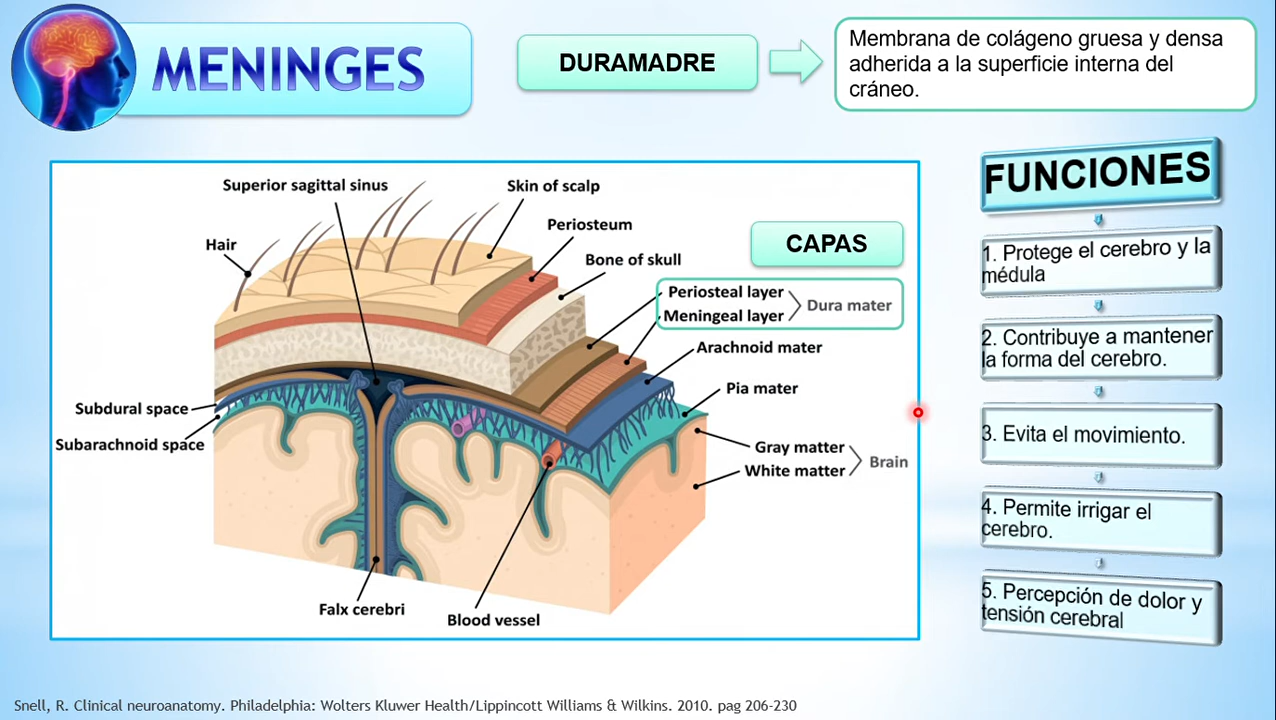 MENINGES
DURAMADRE
Membrana de colágeno gruesa y densa
adherida a la superficie interna del
cráneo.
Superior sagittal sinus
Skin of scalp
Periosteum
Hair
Bone of skull
CAPAS
Periosteal layer
Meningeal layer
Dura mater
Arachnoid mater
Pia mater
Subdural space
Subarachnoid space
Gray matter
White matter
Brain
Falx cerebri
Blood vessel
FUNCIONES
1. Protege el cerebro y la
médula
2. Contribuye a mantener
la forma del cerebro.
3. Evita el movimiento.
4. Permite irrigar el
cerebro.
5. Percepción de dolor y
tensión cerebral
Snell, R. Clinical neuroanatomy. Philadelphia: Wolters Kluwer Health/Lippincott Williams & Wilkins. 2010. pag 206-230